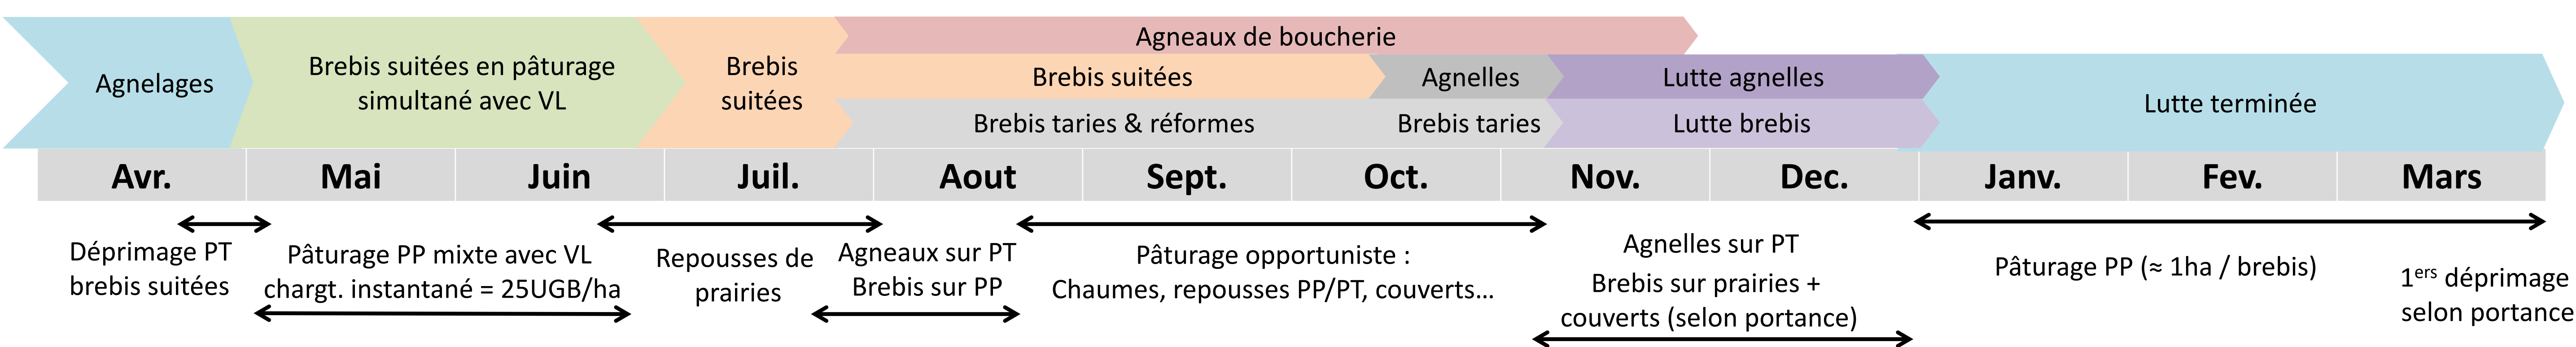 Agneaux de boucherie
Agnelages
Brebis suitées en pâturage
simultané avec VL
Brebis
suitées
Brebis suitées
Agnelles
Lutte agnelles
Brebis taries & réformes
Brebis taries
Lutte brebis
Lutte terminée
Avr. Mai Juin Juil. Aout Sept. Oct. Nov. Dec. Janv. Fev. Mars
Déprimage PT
brebis suitées
Pâturage PP mixte avec VL
chargt. instantané = 25UGB/ha
Repousses de
prairies
Agneaux sur PT
Brebis sur PP
Pâturage opportuniste :
Chaumes, repousses PP/PT, couverts...
Agnelles sur PT
Brebis sur prairies +
couverts (selon portance)
Pâturage PP (≈ 1ha / brebis)
1ers déprimage
selon portance